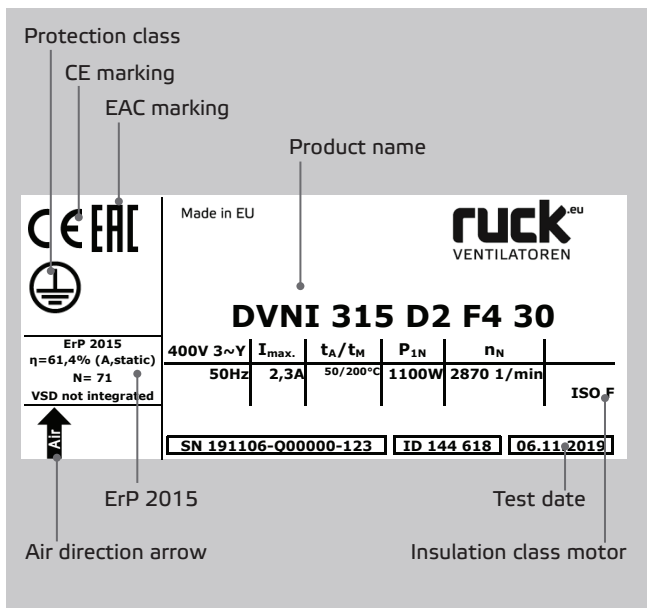 Protection class
CE marking
EAC marking
Product name
CE EAC
Made in EU
ruck.eu
VENTILATOREN
DVNI 315 D2 F4 30
ErP 2015
η=61,4% (A,static)
N= 71
VSD not integrated
400V 3~Y Imax. tA/tM P1N nN
50Hz 2,3A 50/200°C 1100W 2870 1/min
ISO F
Air
SN 191106-Q00000-123 ID 144 618 06.11.2019
ErP 2015
Test date
Air direction arrow
Insulation class motor